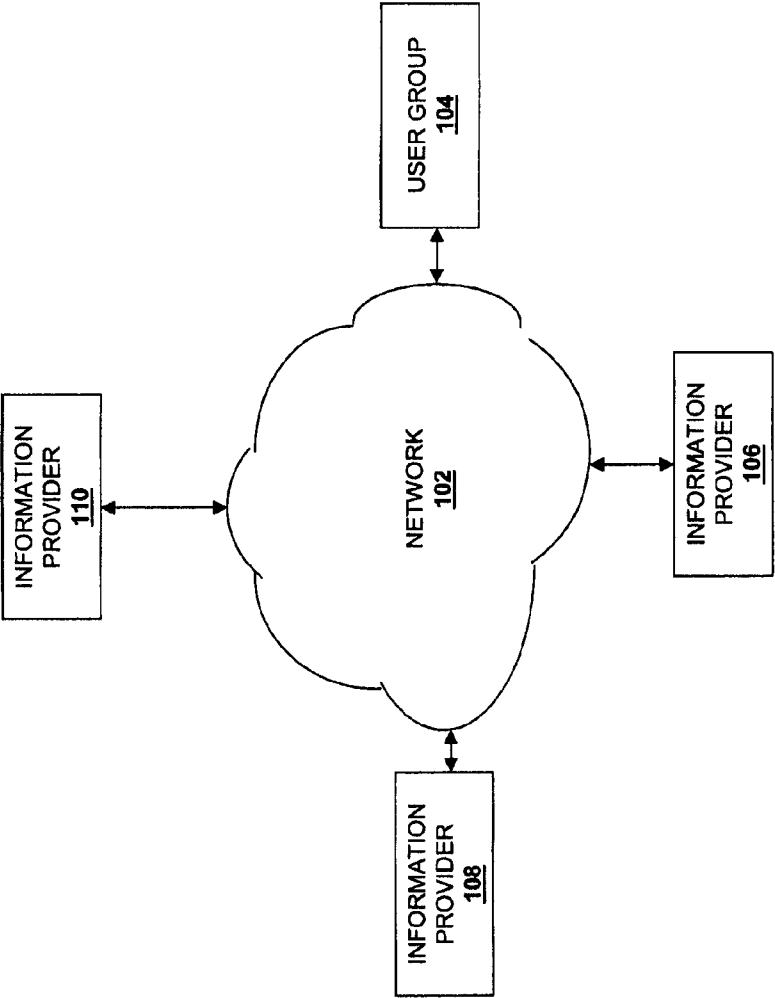 USER GROUP
104
INFORMATION
PROVIDER
110
NETWORK
102
INFORMATION
PROVIDER
106
INFORMATION
PROVIDER
108